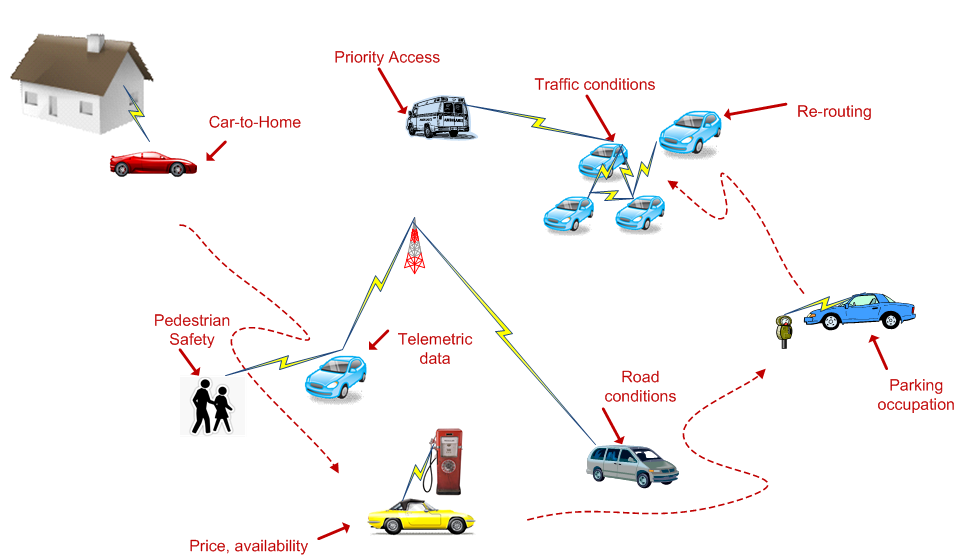 Priority Access
Traffic conditions
Re-routing
Car-to-Home
Pedestrian
Safety
Telemetric
data
Road
conditions
Parking
occupation
Price, availability